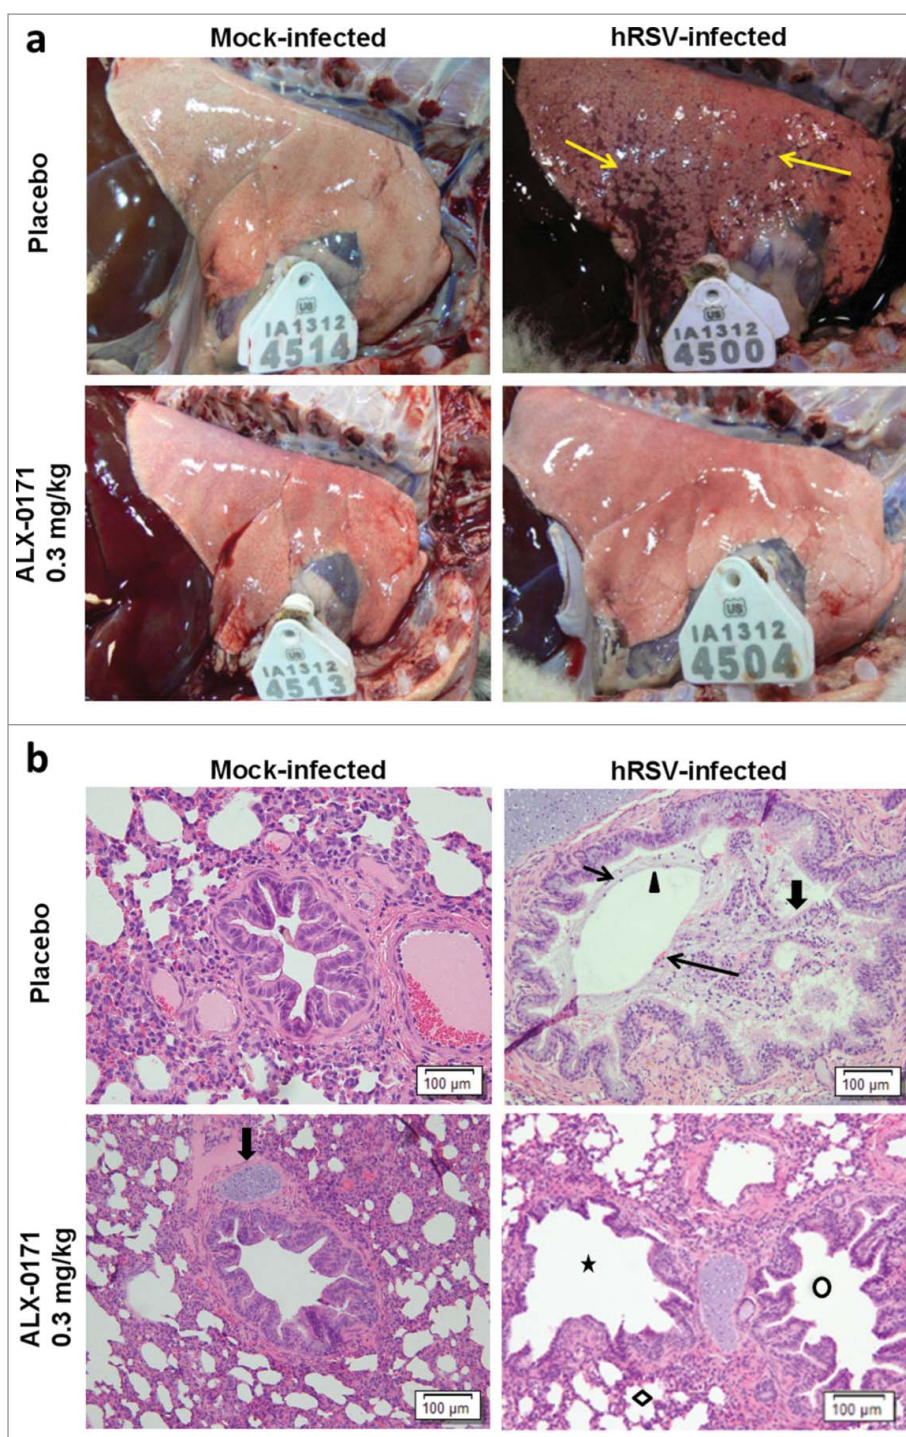 a
Mock-infected
hRSV-infected
Placebo
US
IA1312
4514
US
IA1312
4500
ALX-0171
0.3 mg/kg
US
IA1312
4513
US
IA1312
4504
b
Mock-infected
hRSV-infected
Placebo
100 µm
100 µm
ALX-0171
0.3 mg/kg
100 µm
100 µm